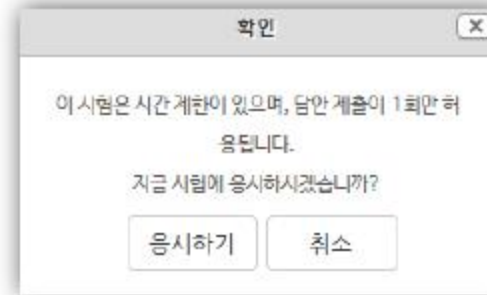 확인
이 시험은 시간 제한이 있으며, 답안 제출이 1회만 허
용됩니다.
지금 시험에 응시하시겠습니까?
응시하기 취소